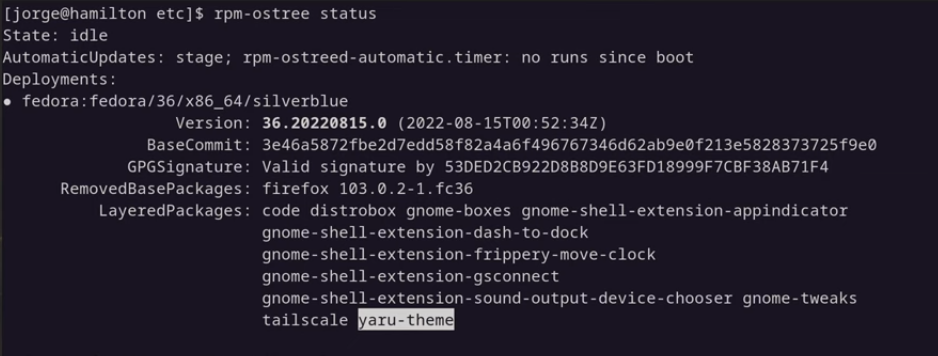 [jorge@hamilton etc]$ rpm-ostree status
State: idle
AutomaticUpdates: stage; rpm-ostreed-automatic.timer: no runs since boot
Deployments:
● fedora:fedora/36/x86_64/silverblue
Version: 36.20220815.0 (2022-08-15T00:52:34Z)
BaseCommit: 3e46a5872fbe2d7edd58f82a4a6f496767346d62ab9e0f213e5828373725f9e0
GPGSignature: Valid signature by 53DED2CB922D8B8D9E63FD18999F7CBF38AB71F4
RemovedBasePackages: firefox 103.0.2-1.fc36
LayeredPackages: code distrobox gnome-boxes gnome-shell-extension-appindicator
gnome-shell-extension-dash-to-dock
gnome-shell-extension-frippery-move-clock
gnome-shell-extension-gsconnect
gnome-shell-extension-sound-output-device-chooser gnome-tweaks
tailscale yaru-theme